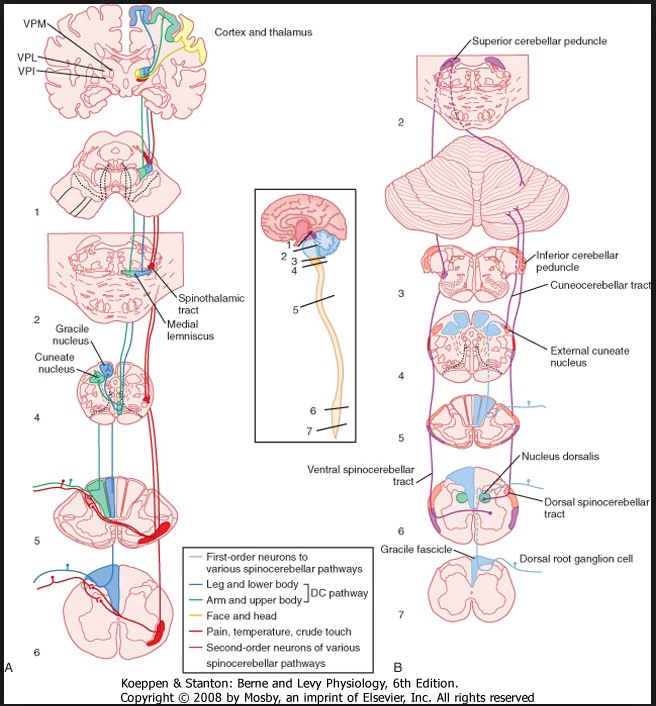 VPM
VPL
VPI
Cortex and thalamus
1
Spinothalamic
tract
Medial
lemniscus
2
Gracile
nucleus
Cuneate
nucleus
4
5
6
A
1
2
3
4
5
6
7
First-order neurons to
various spinocerebellar pathways
Leg and lower body
DC pathway
Arm and upper body
Face and head
Pain, temperature, crude touch
Second-order neurons of various
spinocerebellar pathways
Superior cerebellar peduncle
2
Inferior cerebellar
peduncle
Cuneocerebellar tract
3
External cuneate
nucleus
4
5
Nucleus dorsalis
Ventral spinocerebellar
tract
Dorsal spinocerebellar
tract
6
Gracile fascicle
Dorsal root ganglion cell
7
B
Koeppen & Stanton: Berne and Levy Physiology, 6th Edition.
Copyright © 2008 by Mosby, an imprint of Elsevier, Inc. All rights reserved